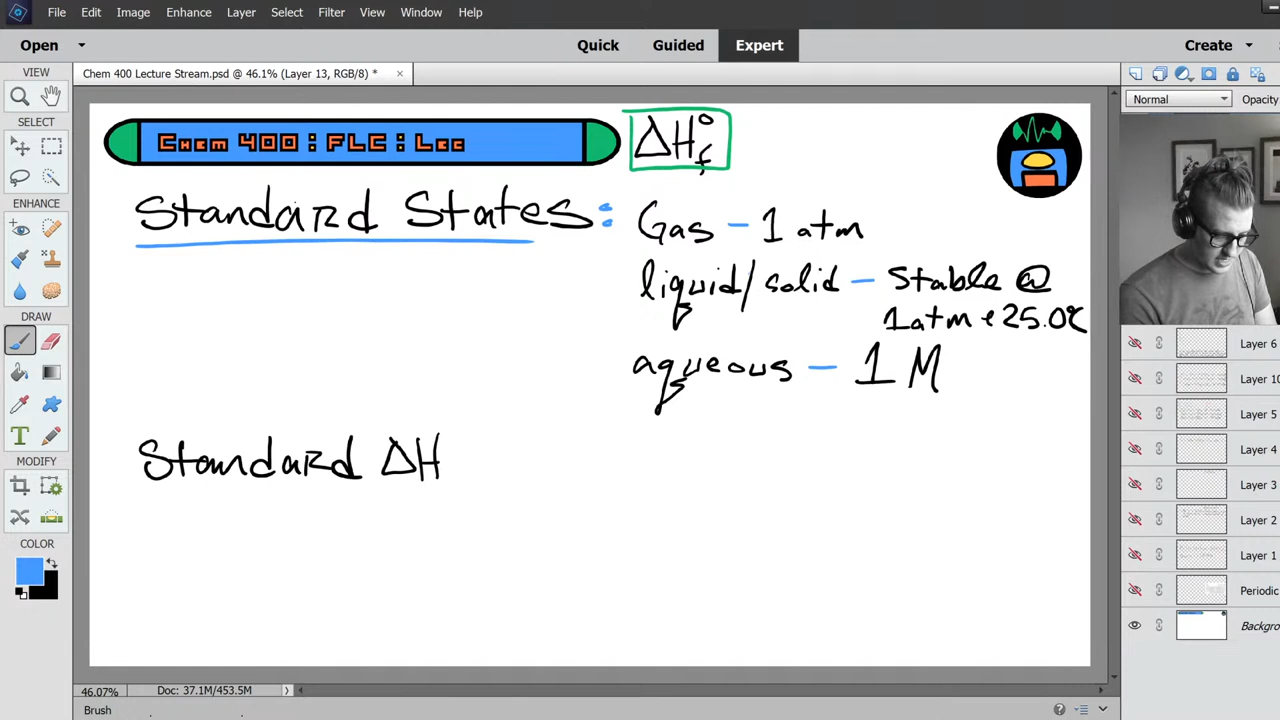 File Edit Image Enhance Layer Select Filter View Window Help
Open Quick Guided Expert Create
VIEW
Chem 400 Lecture Stream.psd @ 46.1% (Layer 13, RGB/8) * ×
Normal Opacity
SELECT
ENHANCE
DRAW
MODIFY
COLOR
Chem 400 : FLC : Lec
ΔH°f
Standard States:
Gas – 1 atm
liquid/solid – Stable @
1 atm & 25.0°C
aqueous – 1 M
Standard ΔH
Layer 6
Layer 10
Layer 5
Layer 4
Layer 3
Layer 2
Layer 1
Periodic
Backgro
46.07% Doc: 37.1M/453.5M
Brush